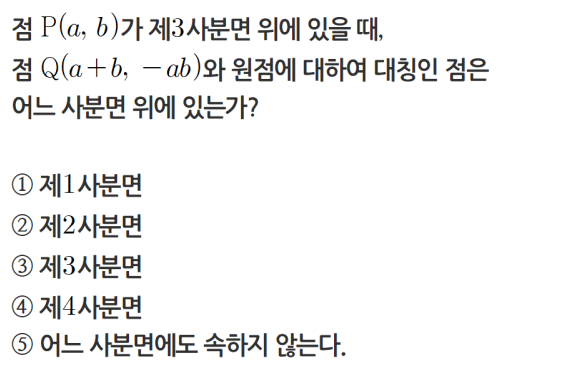 점 P(a, b)가 제3사분면 위에 있을 때,
점 Q(a+b, −ab)와 원점에 대하여 대칭인 점은
어느 사분면 위에 있는가?
① 제1사분면
② 제2사분면
③ 제3사분면
④ 제4사분면
⑤ 어느 사분면에도 속하지 않는다.